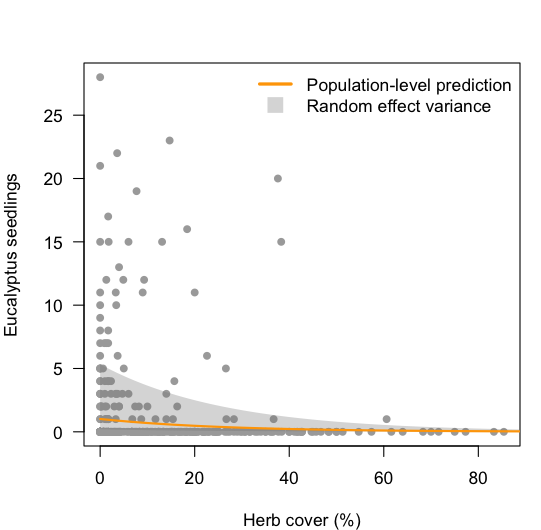 Population-level prediction
Random effect variance
Eucalyptus seedlings
25
20
15
10
5
0
0 20 40 60 80
Herb cover (%)